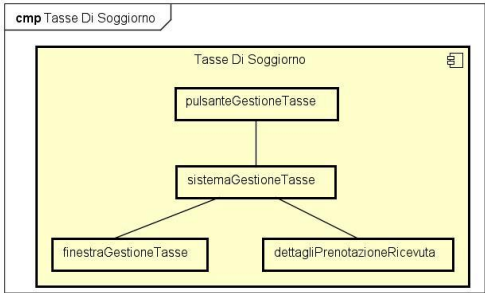 cmp Tasse Di Soggiorno
Tasse Di Soggiorno
pulsanteGestioneTasse
sistemaGestioneTasse
finestraGestioneTasse
dettagliPrenotazioneRicevuta